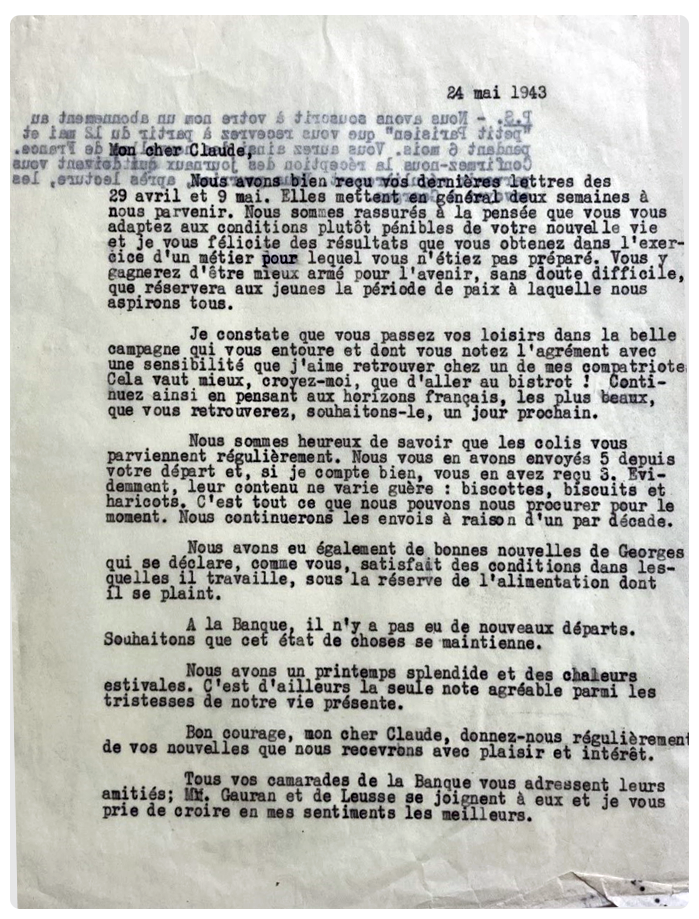 24 mai 1943
P.S. - Nous avons souscrit à votre nom un abonnement au
"petit Parisien" que vous recevrez à partir du 12 mai et
pendant 6 mois. Vous aurez ainsi de France.
Mon cher Claude,
Confirmez-nous la réception des journaux qui doivent vous
après lecture, les
Nous avons bien reçu vos dernières lettres des
29 avril et 9 mai. Elles mettent en général deux semaines à
nous parvenir. Nous sommes rassurés à la pensée que vous vous
adaptez aux conditions plutôt pénibles de votre nouvelle vie
et je vous félicite des résultats que vous obtenez dans l'exer-
cice d'un métier pour lequel vous n'étiez pas préparé. Vous y
gagnerez d'être mieux armé pour l'avenir, sans doute difficile,
que réservera aux jeunes la période de paix à laquelle nous
aspirons tous.
Je constate que vous passez vos loisirs dans la belle
campagne qui vous entoure et dont vous notez l'agrément avec
une sensibilité que j'aime retrouver chez un de mes compatriote
Cela vaut mieux, croyez-moi, que d'aller au bistrot ! Conti-
nuez ainsi en pensant aux horizons français, les plus beaux,
que vous retrouverez, souhaitons-le, un jour prochain.
Nous sommes heureux de savoir que les colis vous
parviennent régulièrement. Nous vous en avons envoyés 5 depuis
votre départ et, si je compte bien, vous en avez reçu 3. Evi-
demment, leur contenu ne varie guère : biscottes, biscuits et
haricots. C'est tout ce que nous pouvons nous procurer pour le
moment. Nous continuerons les envois à raison d'un par décade.
Nous avons eu également de bonnes nouvelles de Georges
qui se déclare, comme vous, satisfait des conditions dans les-
quelles il travaille, sous la réserve de l'alimentation dont
il se plaint.
A la Banque, il n'y a pas eu de nouveaux départs.
Souhaitons que cet état de choses se maintienne.
Nous avons un printemps splendide et des chaleurs
estivales. C'est d'ailleurs la seule note agréable parmi les
tristesses de notre vie présente.
Bon courage, mon cher Claude, donnez-nous régulièrement
de vos nouvelles que nous recevrons avec plaisir et intérêt.
Tous vos camarades de la Banque vous adressent leurs
amitiés; MM. Gauran et de Leusse se joignent à eux et je vous
prie de croire en mes sentiments les meilleurs.